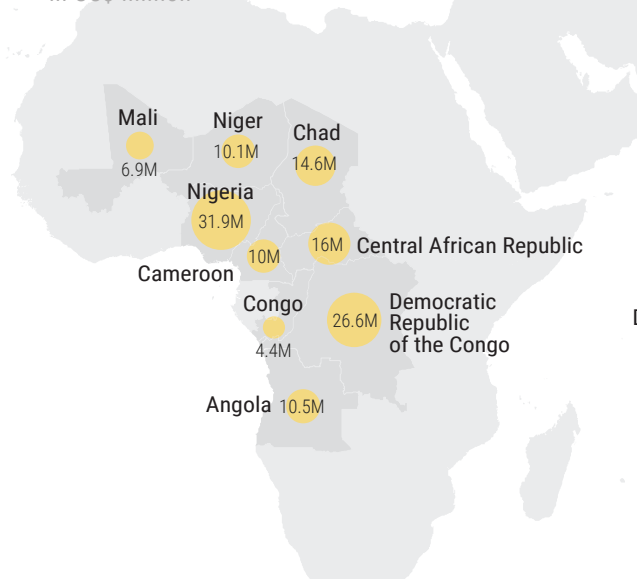 Mali
6.9M
Niger
10.1M
Chad
14.6M
Nigeria
31.9M
Cameroon
10M
16M
Central African Republic
Congo
4.4M
26.6M
Democratic
Republic
of the Congo
Angola
10.5M